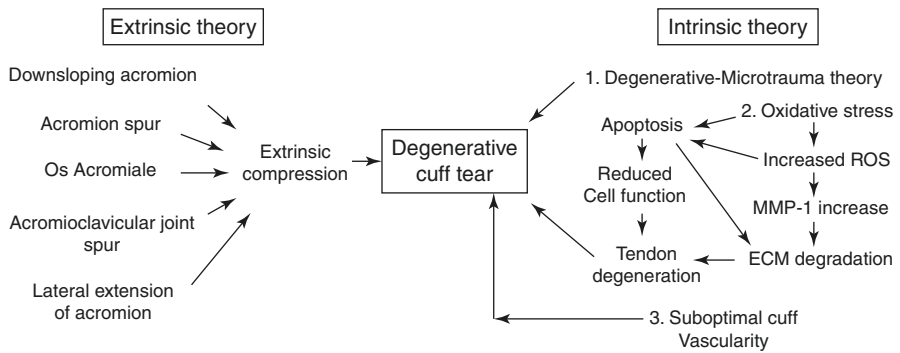 Extrinsic theory
Downsloping acromion
Acromion spur
Os Acromiale
Acromioclavicular joint
spur
Lateral extension
of acromion
Extrinsic
compression
Degenerative
cuff tear
Intrinsic theory
1. Degenerative-Microtrauma theory
2. Oxidative stress
Apoptosis
Increased ROS
Reduced
Cell function
MMP-1 increase
Tendon
degeneration
ECM degradation
3. Suboptimal cuff
Vascularity